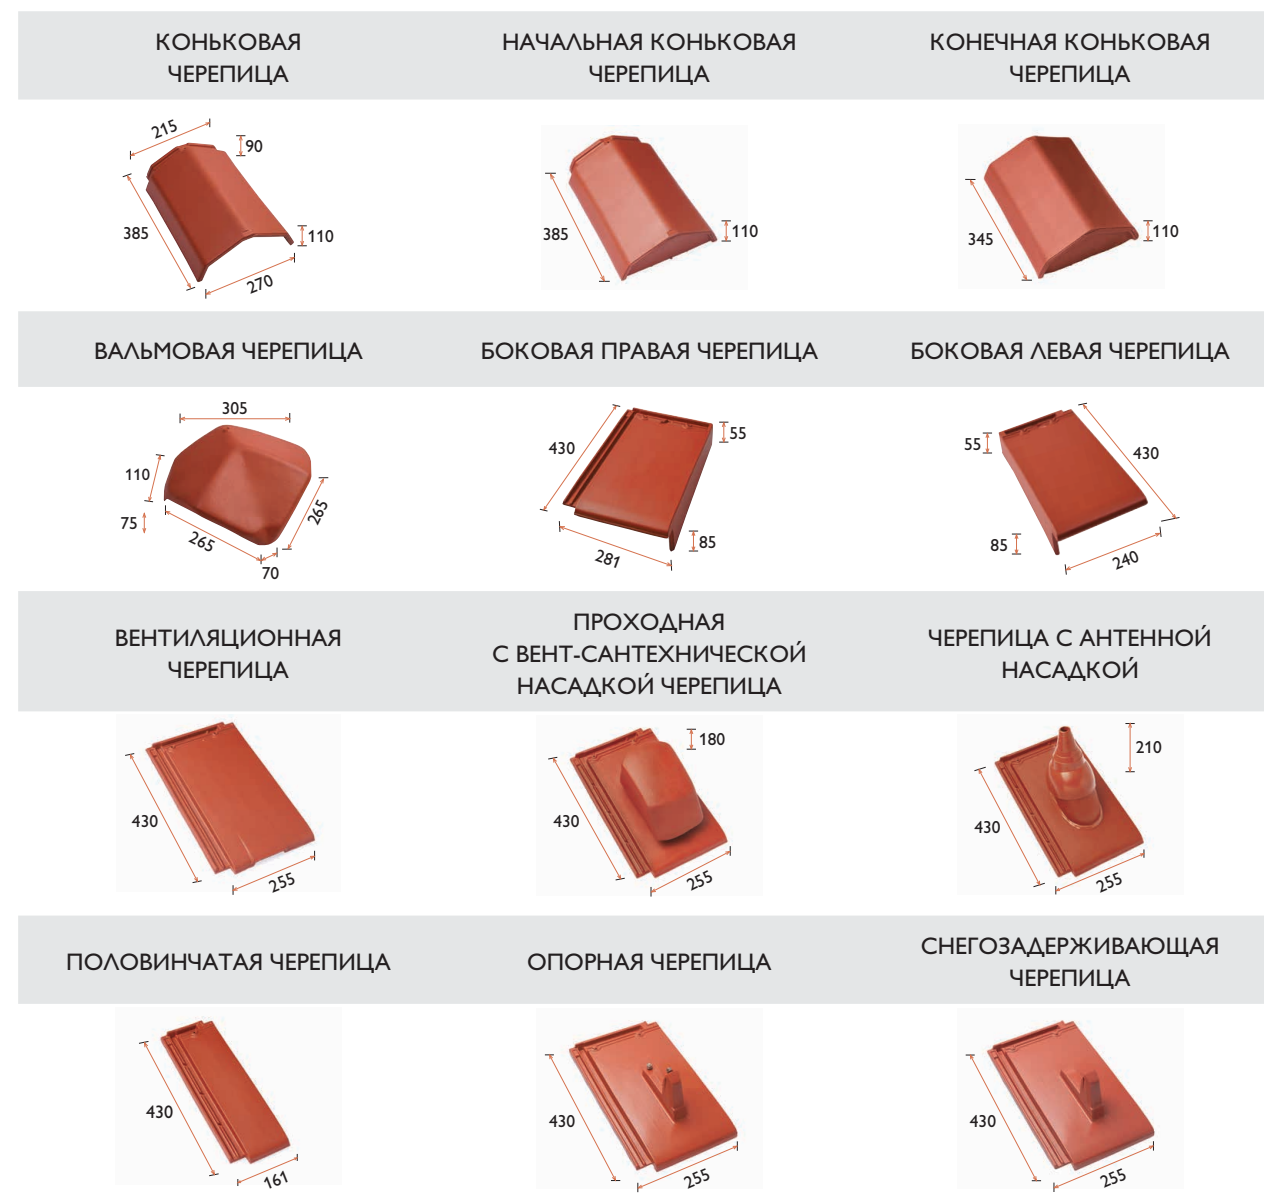 КОНЬКОВАЯ
ЧЕРЕПИЦА
НАЧАЛЬНАЯ КОНЬКОВАЯ
ЧЕРЕПИЦА
КОНЕЧНАЯ КОНЬКОВАЯ
ЧЕРЕПИЦА
215
90
385
110
270
385
110
345
110
ВАЛЬМОВАЯ ЧЕРЕПИЦА
БОКОВАЯ ПРАВАЯ ЧЕРЕПИЦА
БОКОВАЯ ЛЕВАЯ ЧЕРЕПИЦА
305
110
75
265
265
70
430
55
281
85
55
430
85
240
ВЕНТИЛЯЦИОННАЯ
ЧЕРЕПИЦА
ПРОХОДНАЯ
С ВЕНТ-САНТЕХНИЧЕСКОЙ
НАСАДКОЙ ЧЕРЕПИЦА
ЧЕРЕПИЦА С АНТЕННОЙ
НАСАДКОЙ
430
255
180
430
255
210
430
255
ПОЛОВИНЧАТАЯ ЧЕРЕПИЦА
ОПОРНАЯ ЧЕРЕПИЦА
СНЕГОЗАДЕРЖИВАЮЩАЯ
ЧЕРЕПИЦА
430
161
430
255
430
255